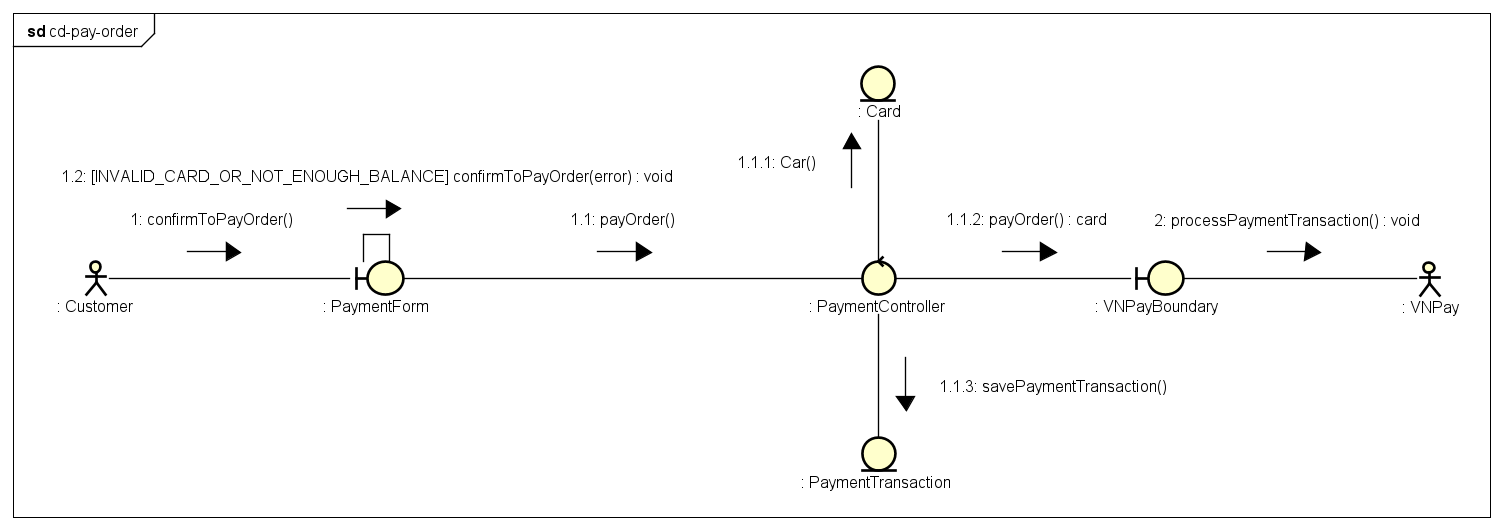 sd cd-pay-order
: Card
1.1.1: Car()
1.2: [INVALID_CARD_OR_NOT_ENOUGH_BALANCE] confirmToPayOrder(error) : void
1: confirmToPayOrder()
1.1: payOrder()
1.1.2: payOrder() : card
2: processPaymentTransaction() : void
: Customer
: PaymentForm
: PaymentController
: VNPayBoundary
: VNPay
1.1.3: savePaymentTransaction()
: PaymentTransaction